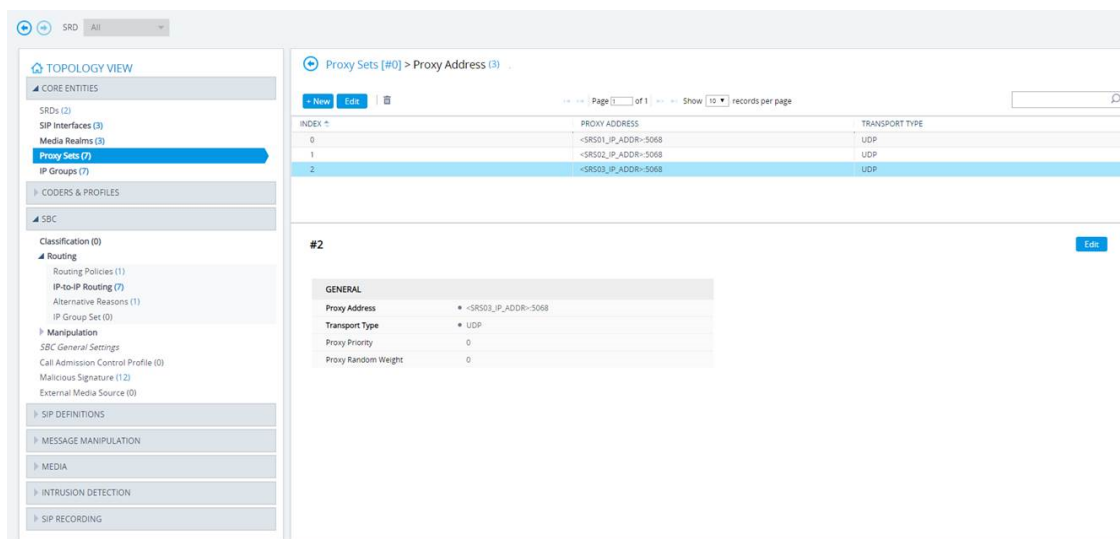 SRD All
TOPOLOGY VIEW
CORE ENTITIES
SRDs (2)
SIP Interfaces (3)
Media Realms (3)
Proxy Sets (7)
IP Groups (7)
CODERS & PROFILES
SBC
Classification (0)
Routing
Routing Policies (1)
IP-to-IP Routing (7)
Alternative Reasons (1)
IP Group Set (0)
Manipulation
SBC General Settings
Call Admission Control Profile (0)
Malicious Signature (12)
External Media Source (0)
SIP DEFINITIONS
MESSAGE MANIPULATION
MEDIA
INTRUSION DETECTION
SIP RECORDING
Proxy Sets [#0] > Proxy Address (3)
+ New Edit Page 1 of 1 Show 10 records per page
INDEX PROXY ADDRESS TRANSPORT TYPE
0 <SRS01_IP_ADDR>:5068 UDP
1 <SRS02_IP_ADDR>:5068 UDP
2 <SRS03_IP_ADDR>:5068 UDP
#2 Edit
GENERAL
Proxy Address • <SRS03_IP_ADDR>:5068
Transport Type • UDP
Proxy Priority 0
Proxy Random Weight 0